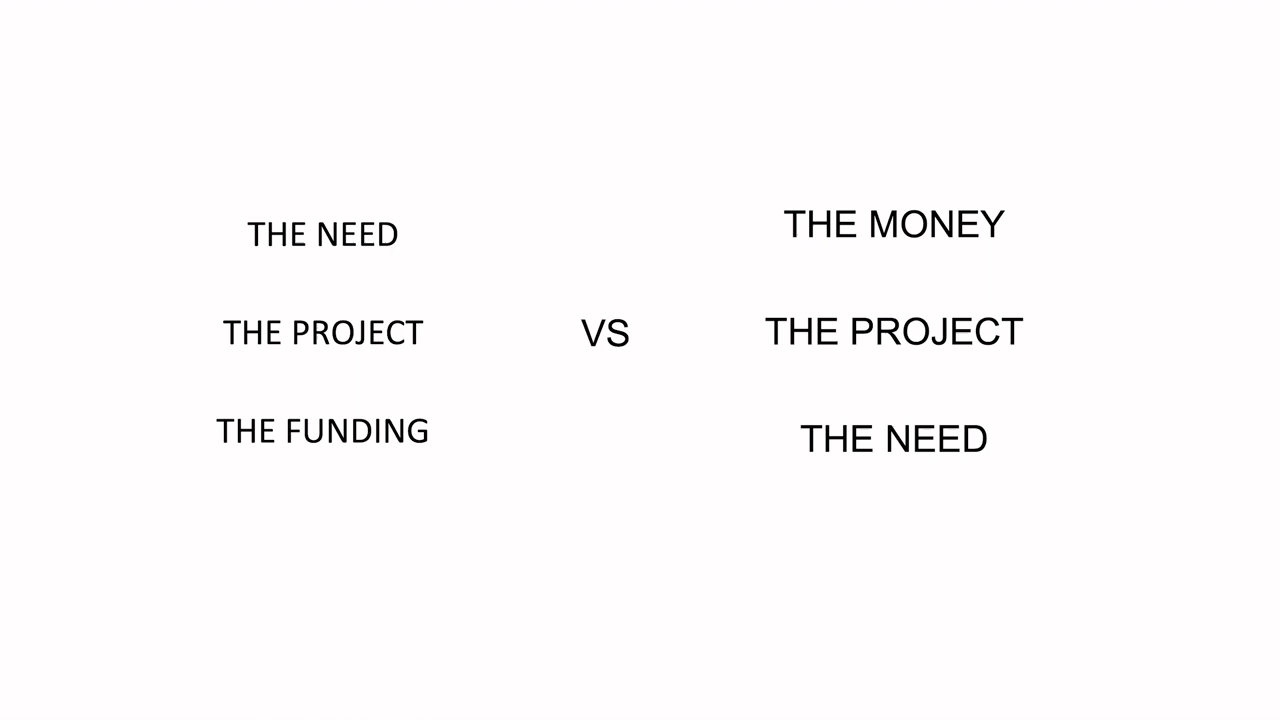 THE NEED
THE PROJECT
THE FUNDING
VS
THE MONEY
THE PROJECT
THE NEED